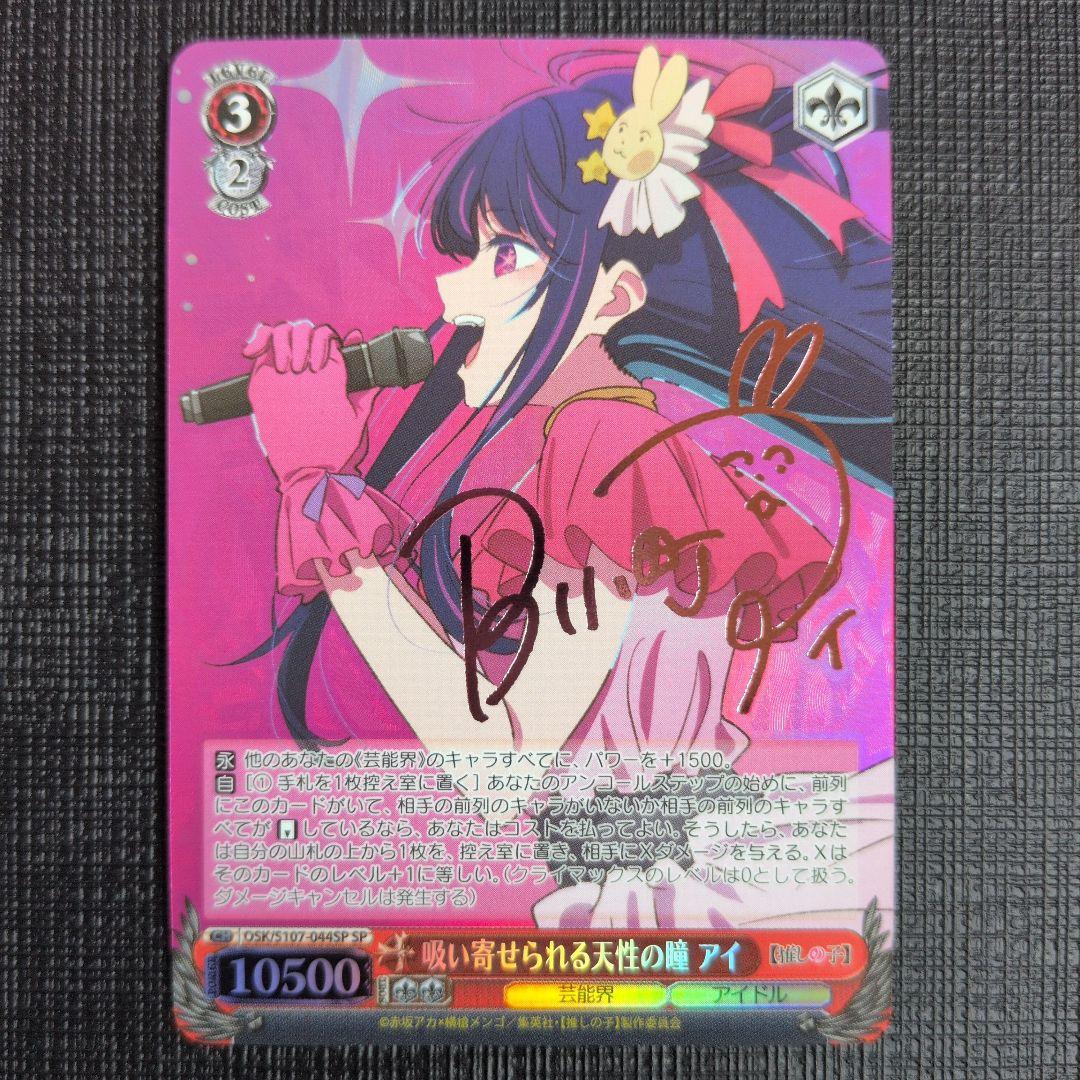 LEVEL
3
2
COST
B小町
アイ
永 他のあなたの《芸能界》のキャラすべてに、パワーを+1500。
自 [① 手札を1枚控え室に置く] あなたのアンコールステップの始めに、前列
にこのカードがいて、相手の前列のキャラがいないか相手の前列のキャラす
べてが している なら、あなたはコストを払ってよい。そうしたら、あなた
は自分の山札の上から1枚を、控え室に置き、相手にXダメージを与える。Xは
そのカードのレベル+1に等しい。(クライマックスのレベルは0として扱う。
ダメージキャンセルは発生する)
CH OSK/S107-044SP SP
吸い寄せられる天性の瞳 アイ
【推しの子】
10500
芸能界 アイドル
©赤坂アカ×横槍メンゴ/集英社・【推しの子】製作委員会